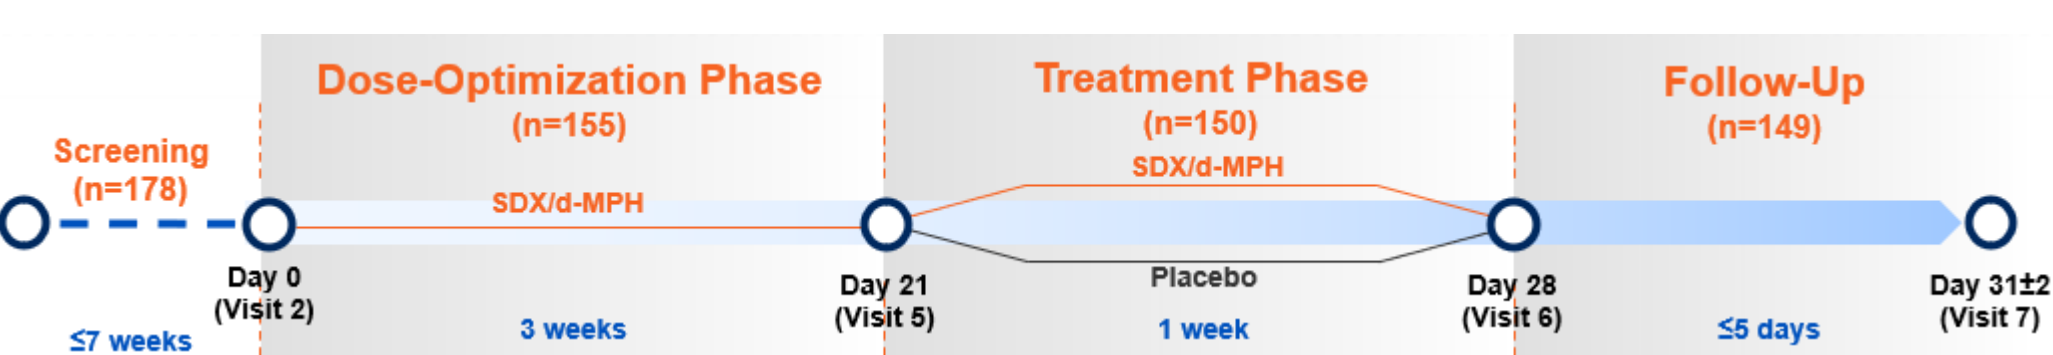 Screening
(n=178)
≤7 weeks
Day 0
(Visit 2)
Dose-Optimization Phase
(n=155)
SDX/d-MPH
3 weeks
Day 21
(Visit 5)
Treatment Phase
(n=150)
SDX/d-MPH
Placebo
1 week
Day 28
(Visit 6)
Follow-Up
(n=149)
≤5 days
Day 31±2
(Visit 7)